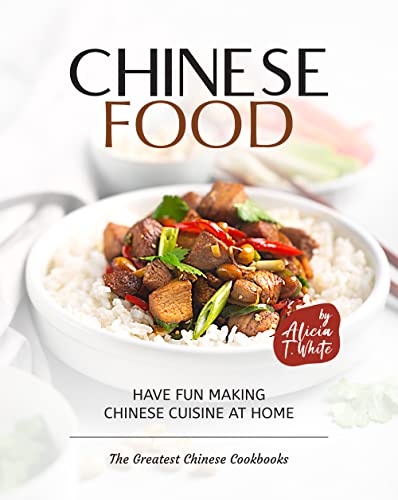 CHINESE
FOOD
by
Alicia
T. White
HAVE FUN MAKING
CHINESE CUISINE AT HOME
The Greatest Chinese Cookbooks